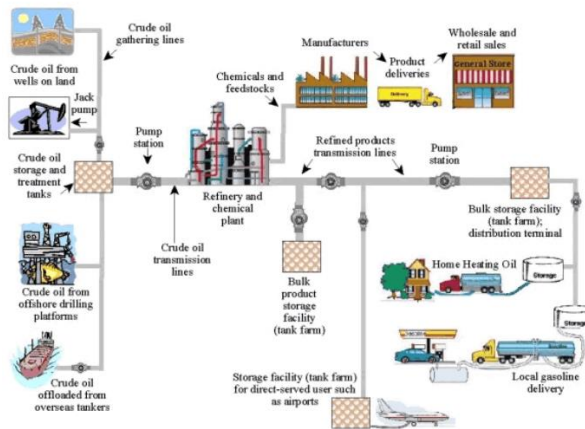 Crude oil
gathering lines
Crude oil from
wells on land
Jack
pump
Manufacturers
Product
deliveries
Wholesale and
retail sales
General Store
Delivery
Chemicals and
feedstocks
Crude oil
storage and
treatment
tanks
Pump
station
Refinery and
chemical
plant
Refined products
transmission lines
Pump
station
Crude oil
transmission
lines
Bulk storage facility
(tank farm);
distribution terminal
Crude oil from
offshore drilling
platforms
Bulk
product
storage
facility
(tank farm)
Home Heating Oil
Storage
Storage
Crude oil
offloaded from
overseas tankers
Storage facility (tank farm)
for direct-served user such
as airports
Local gasoline
delivery